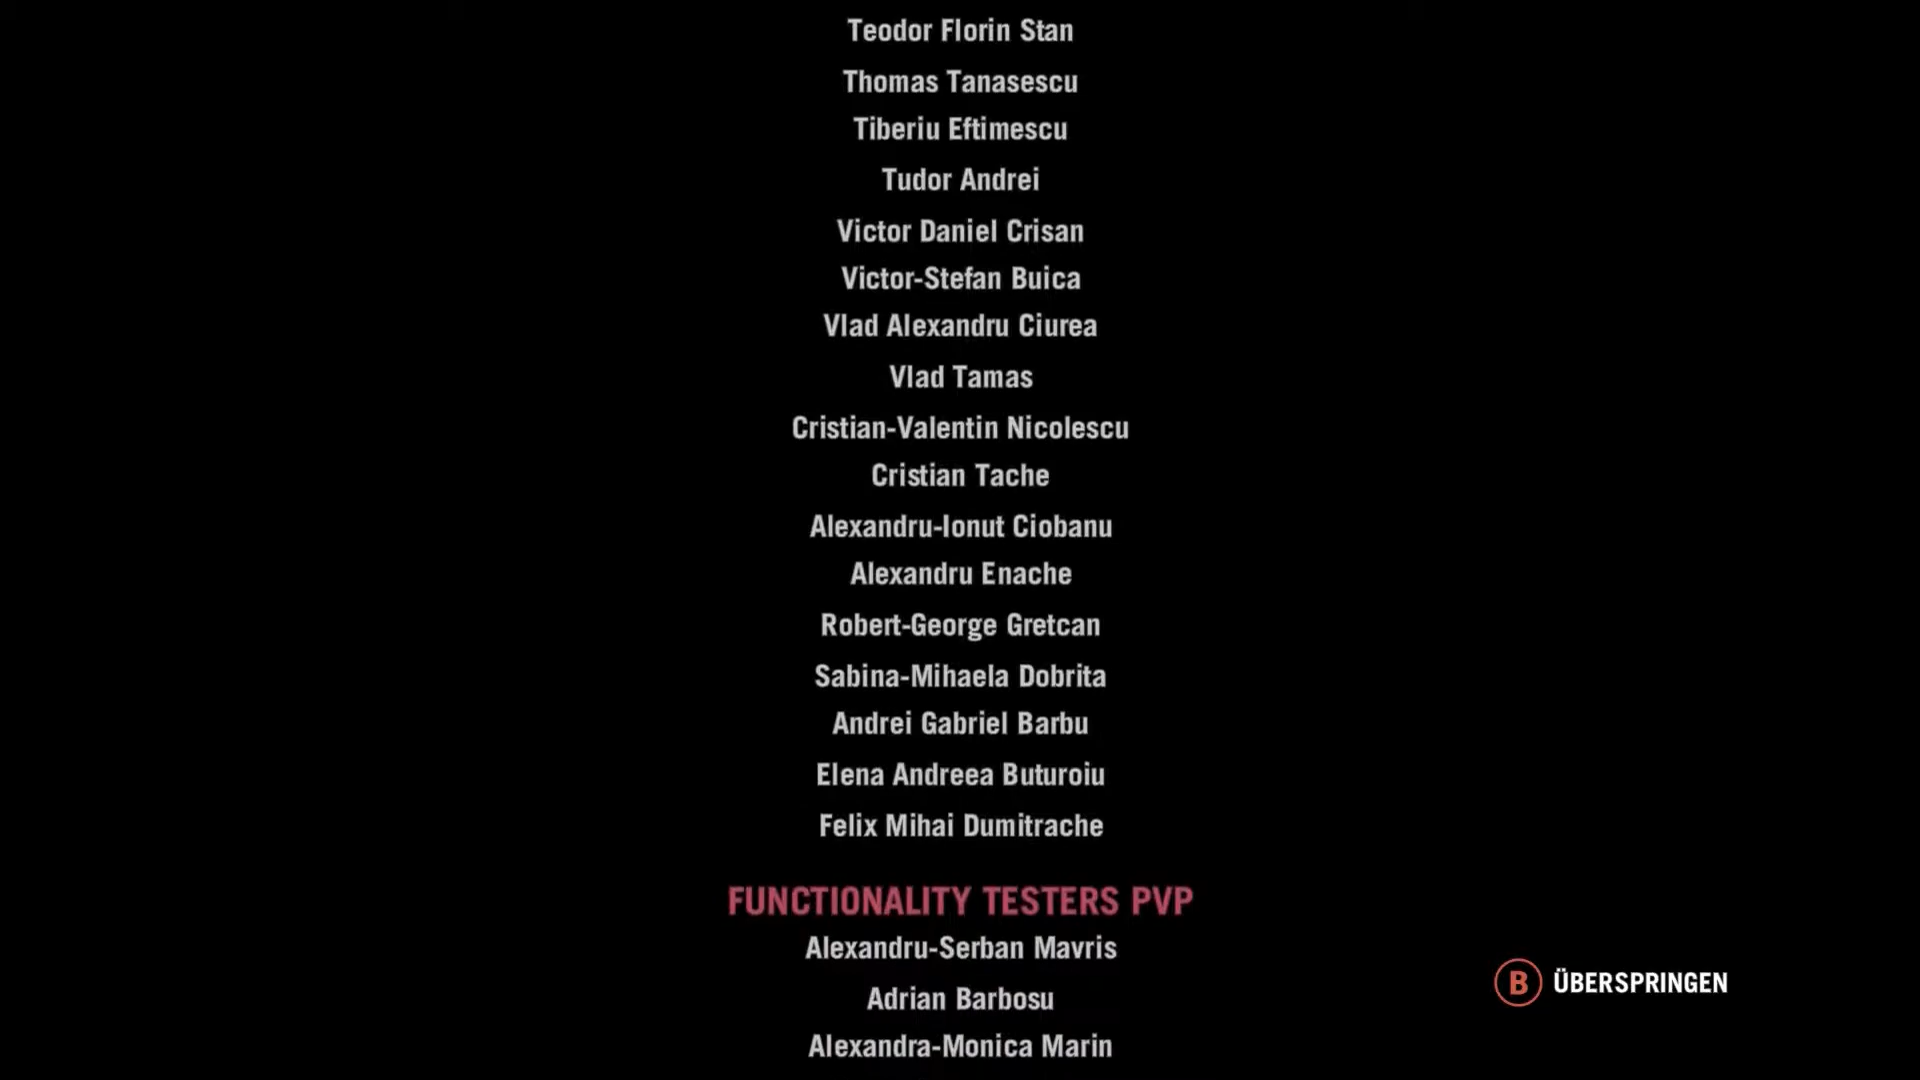 Teodor Florin Stan
Thomas Tanasescu
Tiberiu Eftimescu
Tudor Andrei
Victor Daniel Crisan
Victor-Stefan Buica
Vlad Alexandru Ciurea
Vlad Tamas
Cristian-Valentin Nicolescu
Cristian Tache
Alexandru-Ionut Ciobanu
Alexandru Enache
Robert-George Gretcan
Sabina-Mihaela Dobrita
Andrei Gabriel Barbu
Elena Andreea Buturoiu
Felix Mihai Dumitrache
FUNCTIONALITY TESTERS PVP
Alexandru-Serban Mavris
Adrian Barbosu
Alexandra-Monica Marin
B ÜBERSPRINGEN